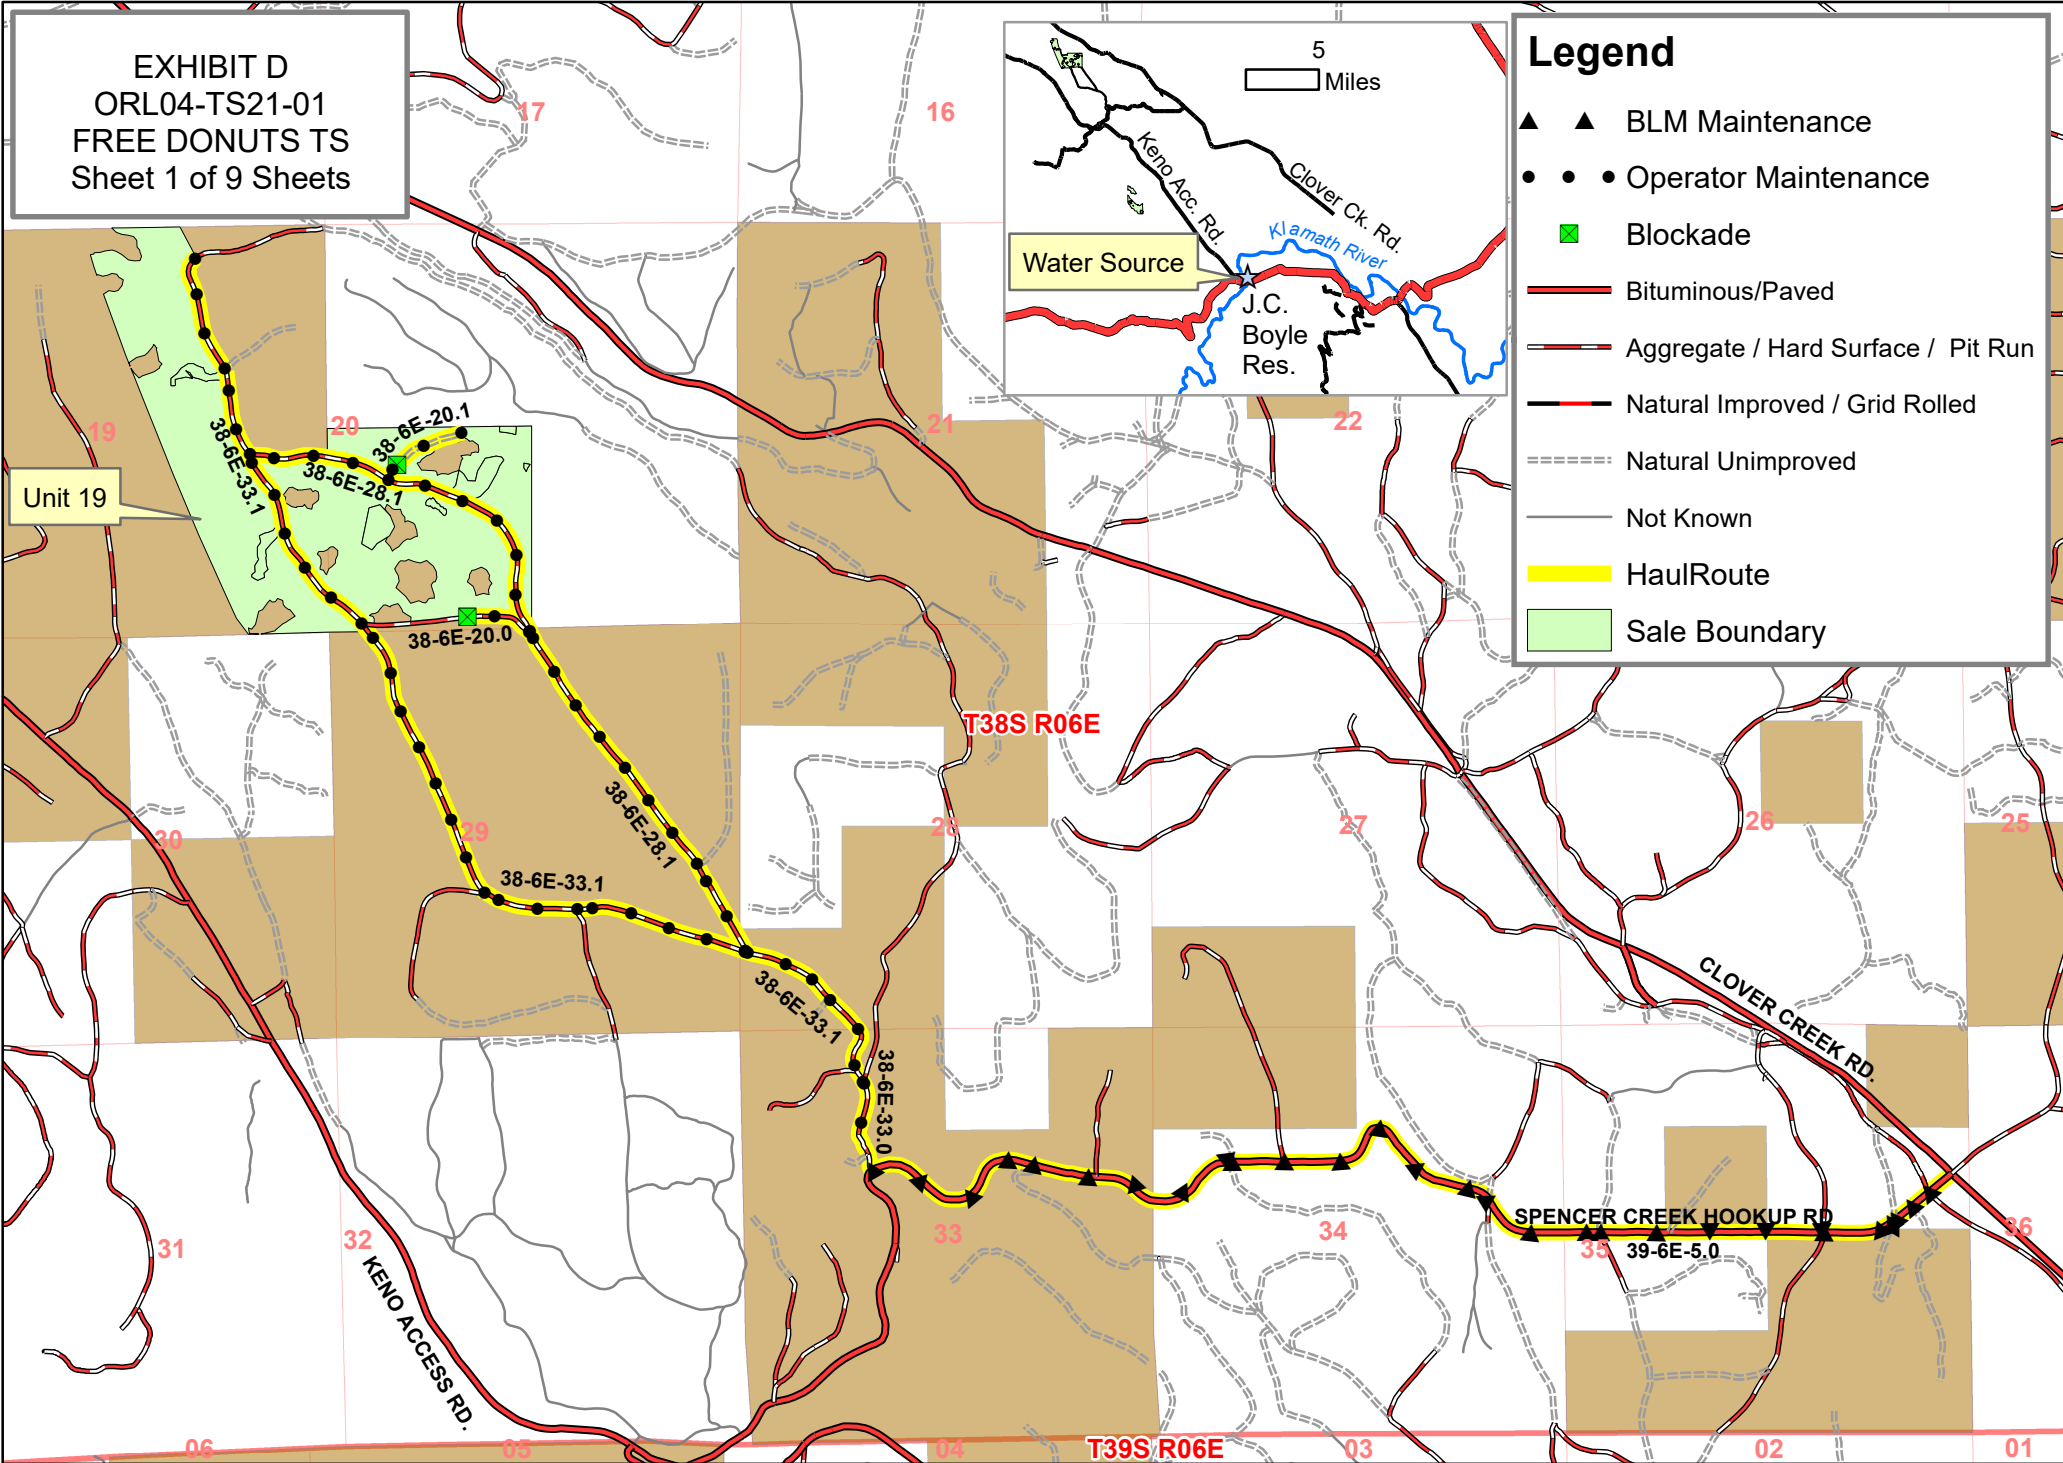 EXHIBIT D
ORL04-TS21-01
FREE DONUTS TS
Sheet 1 of 9 Sheets
5
Miles
Keno Acc. Rd.
Clover Ck. Rd.
Klamath River
Water Source
J.C.
Boyle
Res.
Legend
BLM Maintenance
Operator Maintenance
Blockade
Bituminous/Paved
Aggregate / Hard Surface / Pit Run
Natural Improved / Grid Rolled
Natural Unimproved
Not Known
HaulRoute
Sale Boundary
17
16
19
20
21
22
38-6E-20.1
38-6E-33.1
38-6E-28.1
Unit 19
38-6E-20.0
T38S R06E
38-6E-28.1
30
29
28
27
26
25
38-6E-33.1
38-6E-33.1
38-6E-33.0
CLOVER CREEK RD.
SPENCER CREEK HOOKUP RD
39-6E-5.0
31
32
33
34
35
36
KENO ACCESS RD.
06
05
04
T39S R06E
03
02
01